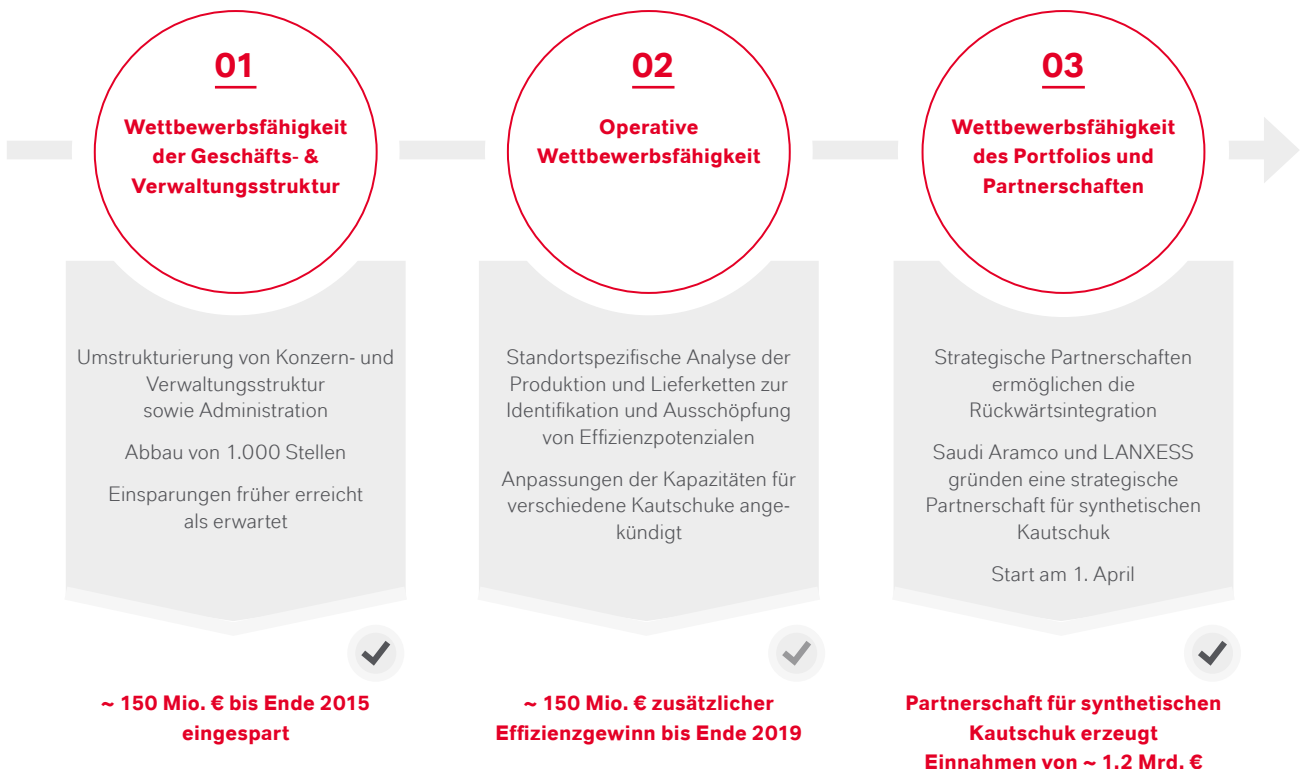 01
Wettbewerbsfähigkeit
der Geschäfts- &
Verwaltungsstruktur
Umstrukturierung von Konzern- und
Verwaltungsstruktur
sowie Administration
Abbau von 1.000 Stellen
Einsparungen früher erreicht
als erwartet
~ 150 Mio. € bis Ende 2015
eingespart
02
Operative
Wettbewerbsfähigkeit
Standortspezifische Analyse der
Produktion und Lieferketten zur
Identifikation und Ausschöpfung
von Effizienzpotenzialen
Anpassungen der Kapazitäten für
verschiedene Kautschuke ange-
kündigt
~ 150 Mio. € zusätzlicher
Effizienzgewinn bis Ende 2019
03
Wettbewerbsfähigkeit
des Portfolios und
Partnerschaften
Strategische Partnerschaften
ermöglichen die
Rückwärtsintegration
Saudi Aramco und LANXESS
gründen eine strategische
Partnerschaft für synthetischen
Kautschuk
Start am 1. April
Partnerschaft für synthetischen
Kautschuk erzeugt
Einnahmen von ~ 1.2 Mrd. €